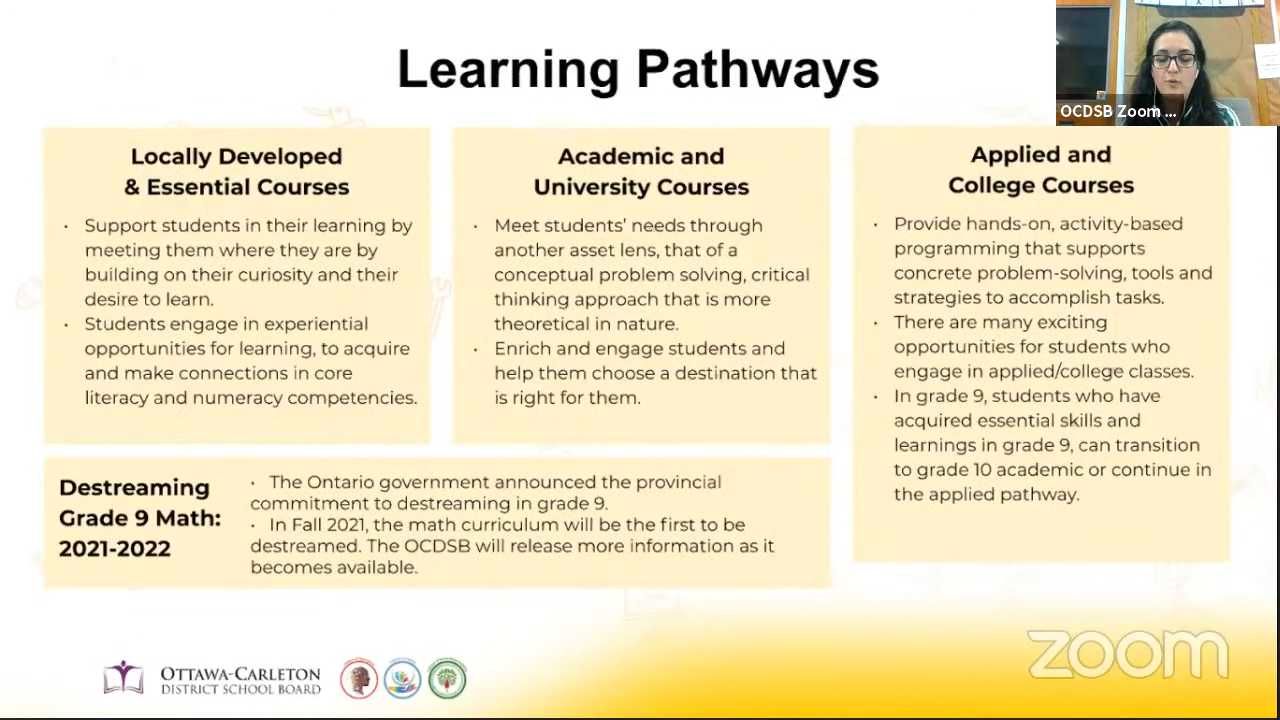 Learning Pathways
OCDSB Zoom ...
Locally Developed
& Essential Courses
• Support students in their learning by
meeting them where they are by
building on their curiosity and their
desire to learn.
• Students engage in experiential
opportunities for learning, to acquire
and make connections in core
literacy and numeracy competencies.
Academic and
University Courses
• Meet students’ needs through
another asset lens, that of a
conceptual problem solving, critical
thinking approach that is more
theoretical in nature.
• Enrich and engage students and
help them choose a destination that
is right for them.
Applied and
College Courses
• Provide hands-on, activity-based
programming that supports
concrete problem-solving, tools and
strategies to accomplish tasks.
• There are many exciting
opportunities for students who
engage in applied/college classes.
• In grade 9, students who have
acquired essential skills and
learnings in grade 9, can transition
to grade 10 academic or continue in
the applied pathway.
Destreaming
Grade 9 Math:
2021-2022
• The Ontario government announced the provincial
commitment to destreaming in grade 9.
• In Fall 2021, the math curriculum will be the first to be
destreamed. The OCDSB will release more information as it
becomes available.
OTTAWA-CARLETON
DISTRICT SCHOOL BOARD
zoom